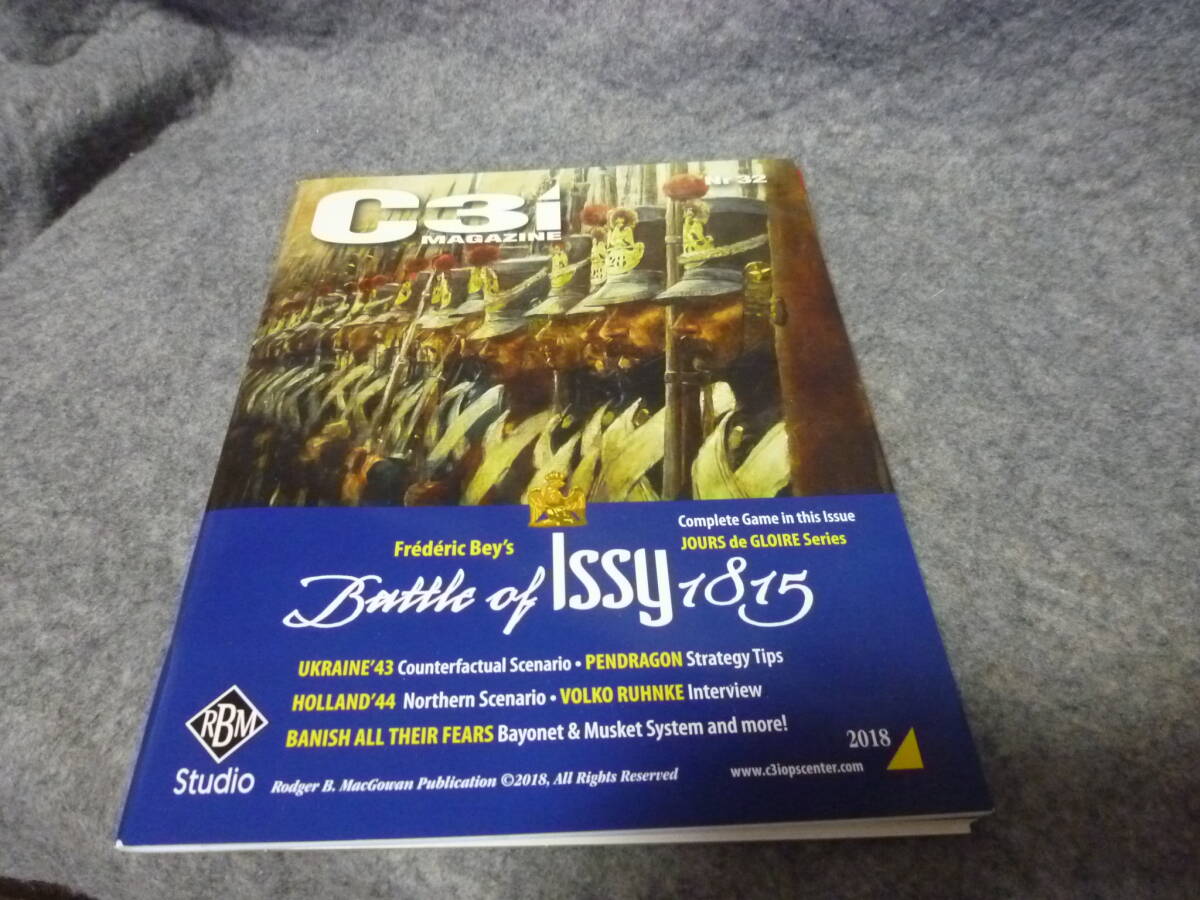 C3i
MAGAZINE
Nr 32
28
Complete Game in this Issue
JOURS de GLOIRE Series
Frédéric Bey's
Battle of Issy 1815
UKRAINE'43 Counterfactual Scenario • PENDRAGON Strategy Tips
HOLLAND'44 Northern Scenario • VOLKO RUHNKE Interview
BANISH ALL THEIR FEARS Bayonet & Musket System and more!
RBM
Studio
Rodger B. MacGowan Publication ©2018, All Rights Reserved
2018
www.c3iopscenter.com